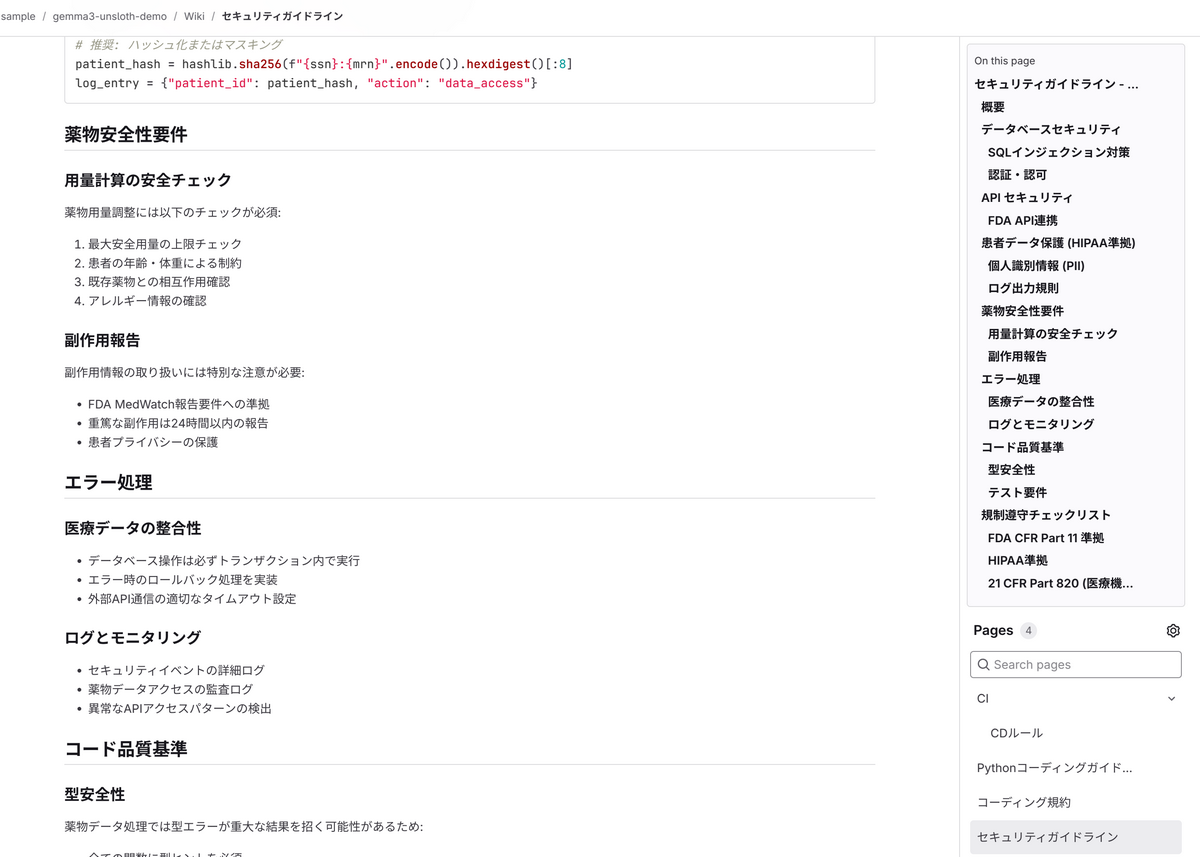 sample / gemma3-unsloth-demo / Wiki / セキュリティガイドライン
# 推奨: ハッシュ化またはマスキング
patient_hash = hashlib.sha256(f"{ssn}:{mrn}".encode()).hexdigest()[:8]
log_entry = {"patient_id": patient_hash, "action": "data_access"}
薬物安全性要件
用量計算の安全チェック
薬物用量調整には以下のチェックが必須:
1. 最大安全用量の上限チェック
2. 患者の年齢・体重による制約
3. 既存薬物との相互作用確認
4. アレルギー情報の確認
副作用報告
副作用情報の取り扱いには特別な注意が必要:
• FDA MedWatch報告要件への準拠
• 重篤な副作用は24時間以内の報告
• 患者プライバシーの保護
エラー処理
医療データの整合性
• データベース操作は必ずトランザクション内で実行
• エラー時のロールバック処理を実装
• 外部API通信の適切なタイムアウト設定
ログとモニタリング
• セキュリティイベントの詳細ログ
• 薬物データアクセスの監査ログ
• 異常なAPIアクセスパターンの検出
コード品質基準
型安全性
薬物データ処理では型エラーが重大な結果を招く可能性があるため:
全ての関数に型ヒントを必須
On this page
セキュリティガイドライン - ...
概要
データベースセキュリティ
SQLインジェクション対策
認証・認可
API セキュリティ
FDA API連携
患者データ保護 (HIPAA準拠)
個人識別情報 (PII)
ログ出力規則
薬物安全性要件
用量計算の安全チェック
副作用報告
エラー処理
医療データの整合性
ログとモニタリング
コード品質基準
型安全性
テスト要件
規制遵守チェックリスト
FDA CFR Part 11 準拠
HIPAA準拠
21 CFR Part 820 (医療機...
Pages 4
Search pages
CI
CDルール
Pythonコーディングガイド...
コーディング規約
セキュリティガイドライン